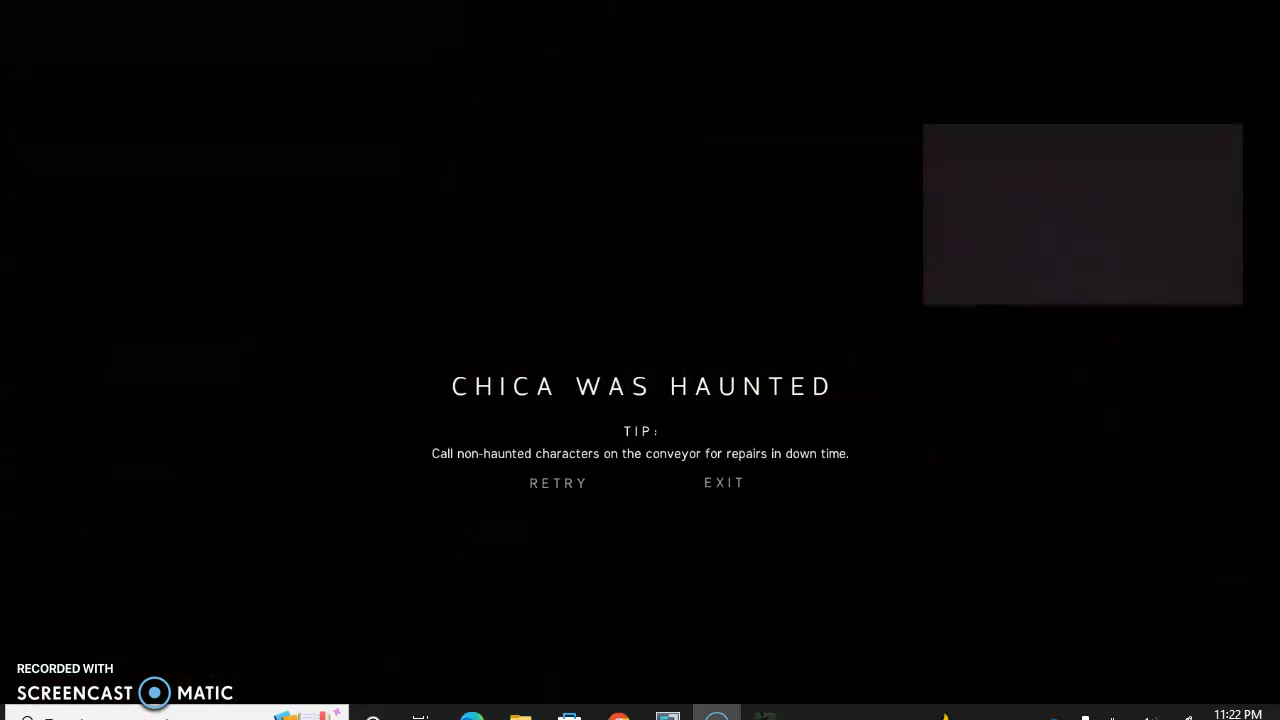 CHICA WAS HAUNTED
TIP:
Call non-haunted characters on the conveyor for repairs in down time.
RETRY EXIT
RECORDED WITH
SCREENCAST MATIC
11:22 PM